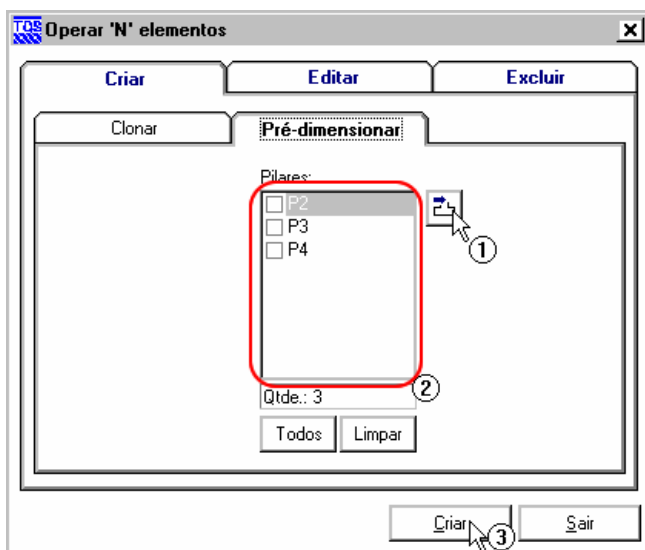 TQS Operar 'N' elementos
Criar Editar Excluir
Clonar Pré-dimensionar
Pilares:
P2
P3
P4
1
2
Qtde.: 3
Todos Limpar
Criar 3 Sair